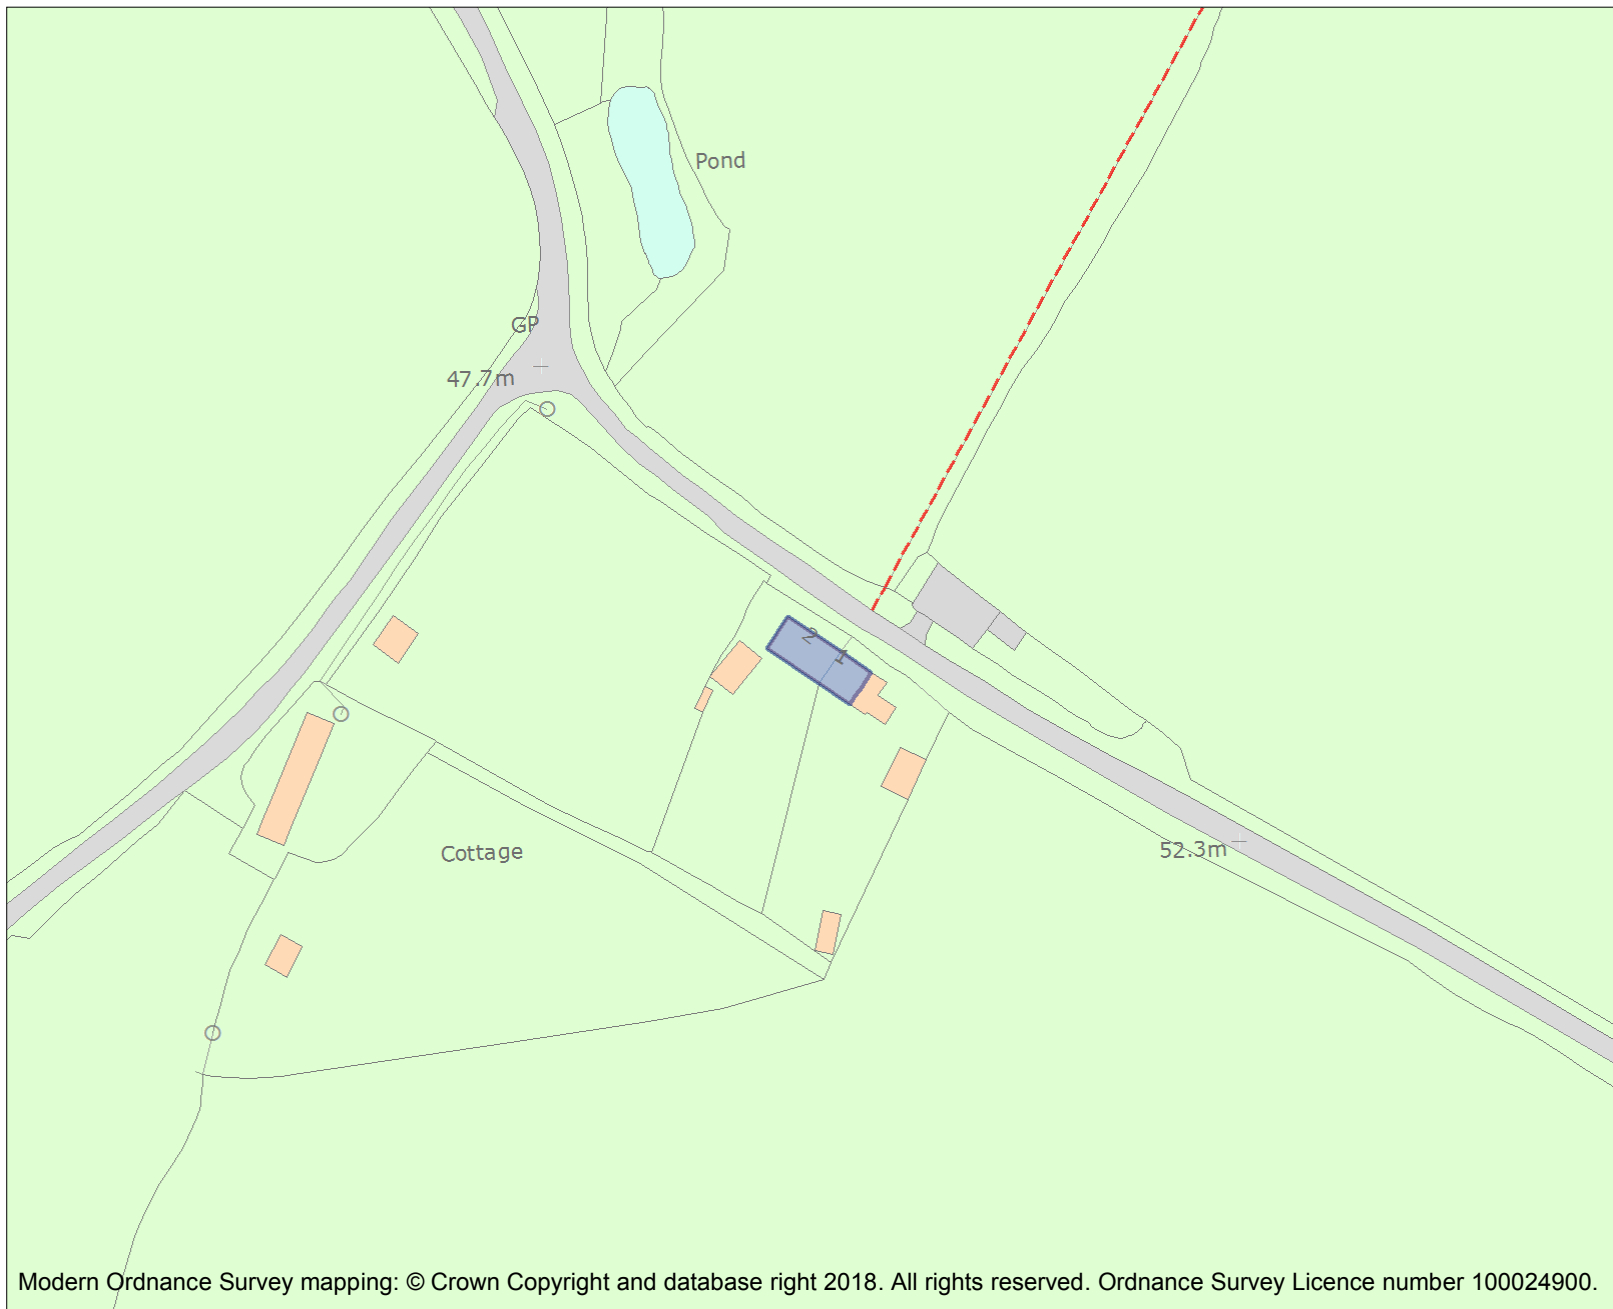 Pond
GP
47.7m
2
1
Cottage
52.3m
Modern Ordnance Survey mapping: © Crown Copyright and database right 2018. All rights reserved. Ordnance Survey Licence number 100024900.